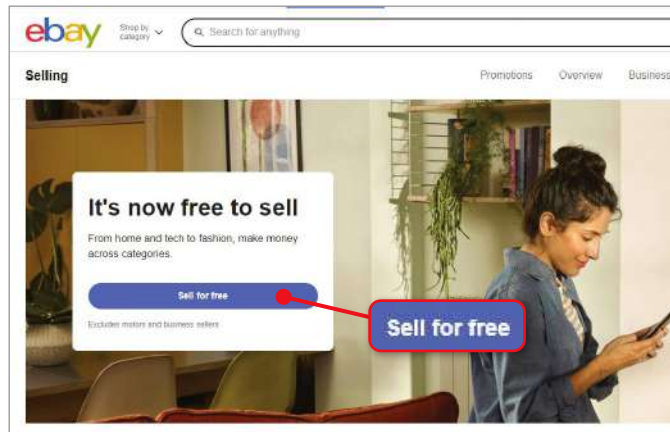 ebay
Shop by
category
Search for anything
Selling
Promotions Overview Business
It's now free to sell
From home and tech to fashion, make money
across categories.
Sell for free
Excludes motors and business sellers
Sell for free